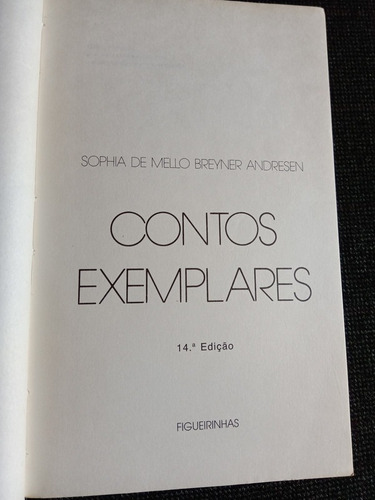 SOPHIA DE MELLO BREYNER ANDRESEN
CONTOS
EXEMPLARES
14.ª Edição
FIGUEIRINHAS